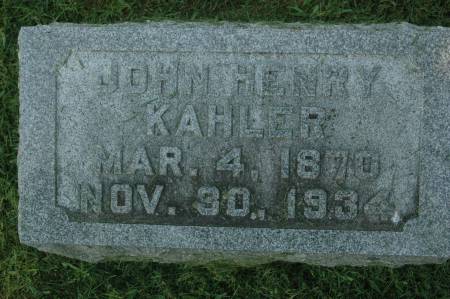 JOHN HENRY
KAHLER
MAR. 4, 1870
NOV. 30, 1934